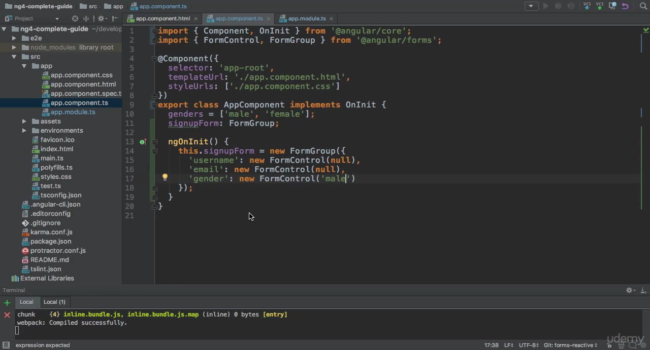 ng4-complete-guide src app app.component.ts
Project
app.component.html app.component.ts app.module.ts
ng4-complete-guide
e2e
node_modules library root
src
app
app.component.css
app.component.html
app.component.spec.ts
app.component.ts
app.module.ts
assets
environments
favicon.ico
index.html
main.ts
polyfills.ts
styles.css
test.ts
tsconfig.json
.angular-cli.json
.editorconfig
.gitignore
karma.conf.js
package.json
protractor.conf.js
README.md
tslint.json
External Libraries
1 import { Component, OnInit } from '@angular/core';
2 import { FormControl, FormGroup } from '@angular/forms';
3
4 @Component({
5 selector: 'app-root',
6 templateUrl: './app.component.html',
7 styleUrls: ['./app.component.css']
8 })
9 export class AppComponent implements OnInit {
10 genders = ['male', 'female'];
11 signupForm: FormGroup;
12
13 ngOnInit() {
14 this.signupForm = new FormGroup({
15 'username': new FormControl(null),
16 'email': new FormControl(null),
17 'gender': new FormControl('male')
18 });
19 }
20 }
21
Terminal
Local Local (1)
chunk {4} inline.bundle.js, inline.bundle.js.map (inline) 0 bytes [entry]
webpack: Compiled successfully.
expression expected 17:38 LF UTF-8 Git: forms-reactive
udemy